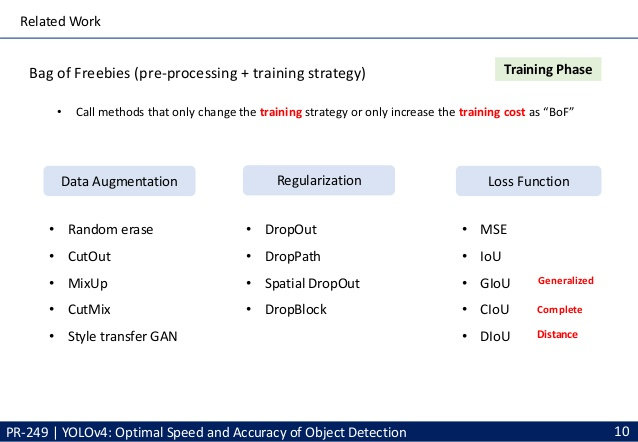 Related Work
Bag of Freebies (pre-processing + training strategy)
Training Phase
• Call methods that only change the training strategy or only increase the training cost as “BoF”
Data Augmentation
• Random erase
• CutOut
• MixUp
• CutMix
• Style transfer GAN
Regularization
• DropOut
• DropPath
• Spatial DropOut
• DropBlock
Loss Function
• MSE
• IoU
• GIoU Generalized
• CIoU Complete
• DIoU Distance
PR-249 | YOLOv4: Optimal Speed and Accuracy of Object Detection 10